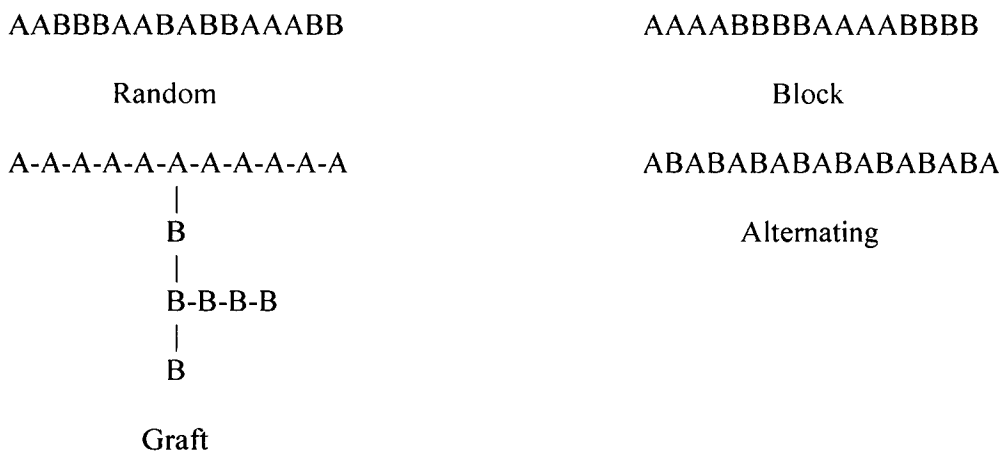 AABBBAABABBAAABB
Random
AAAABBBBAAAABBBB
Block
A-A-A-A-A-A-A-A-A-A-A
|
B
|
B-B-B-B
|
B
Graft
ABABABABABABABABA
Alternating